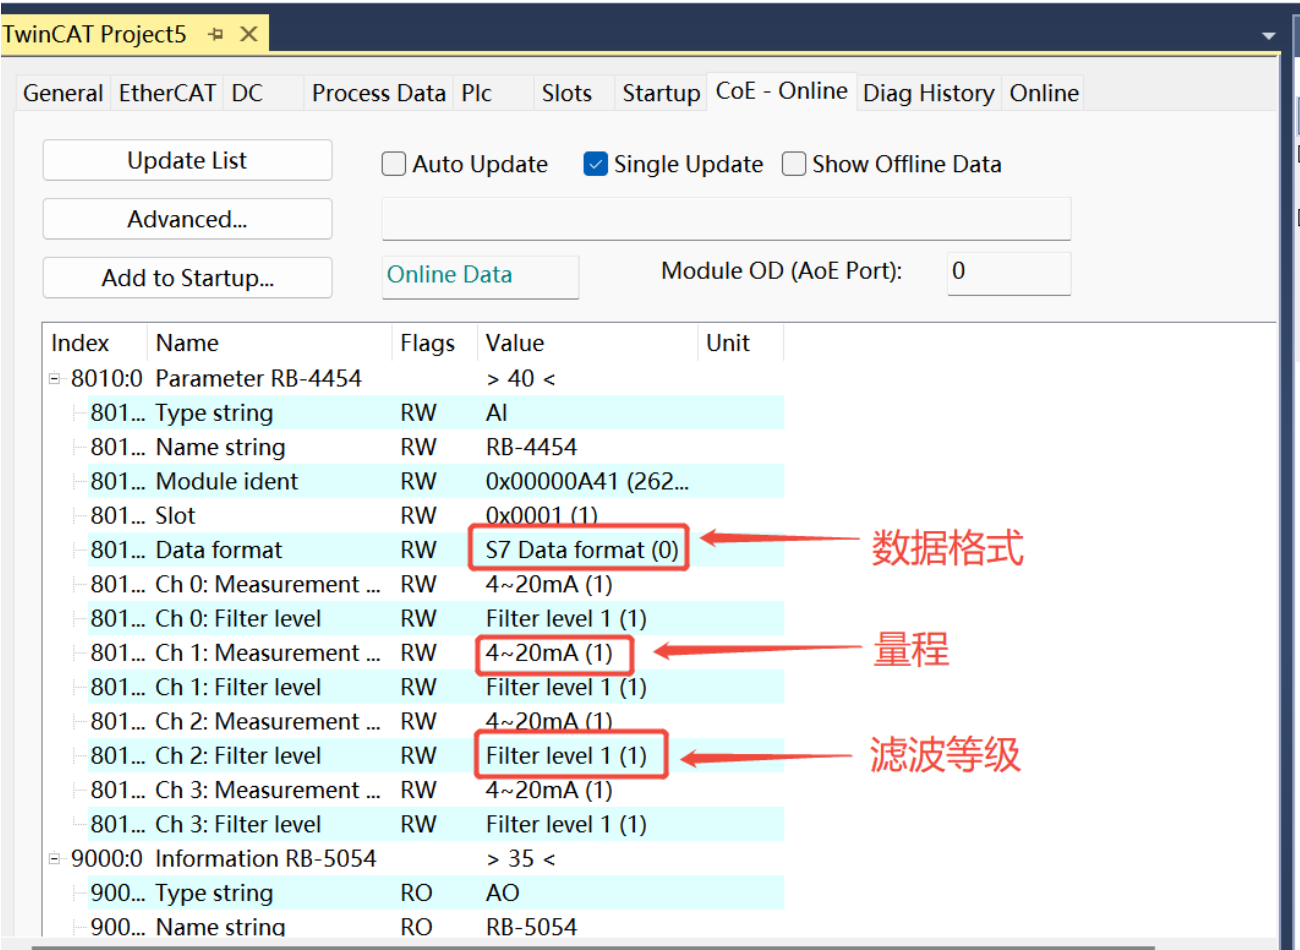 TwinCAT Project5
General EtherCAT DC Process Data Plc Slots Startup CoE - Online Diag History Online
Update List Auto Update Single Update Show Offline Data
Advanced...
Add to Startup... Online Data Module OD (AoE Port): 0
Index Name Flags Value Unit
8010:0 Parameter RB-4454 > 40 <
801... Type string RW AI
801... Name string RW RB-4454
801... Module ident RW 0x00000A41 (262...
801... Slot RW 0x0001 (1)
801... Data format RW S7 Data format (0) 数据格式
801... Ch 0: Measurement ... RW 4~20mA (1)
801... Ch 0: Filter level RW Filter level 1 (1)
801... Ch 1: Measurement ... RW 4~20mA (1) 量程
801... Ch 1: Filter level RW Filter level 1 (1)
801... Ch 2: Measurement ... RW 4~20mA (1)
801... Ch 2: Filter level RW Filter level 1 (1) 滤波等级
801... Ch 3: Measurement ... RW 4~20mA (1)
801... Ch 3: Filter level RW Filter level 1 (1)
9000:0 Information RB-5054 > 35 <
900... Type string RO AO
900... Name string RO RB-5054